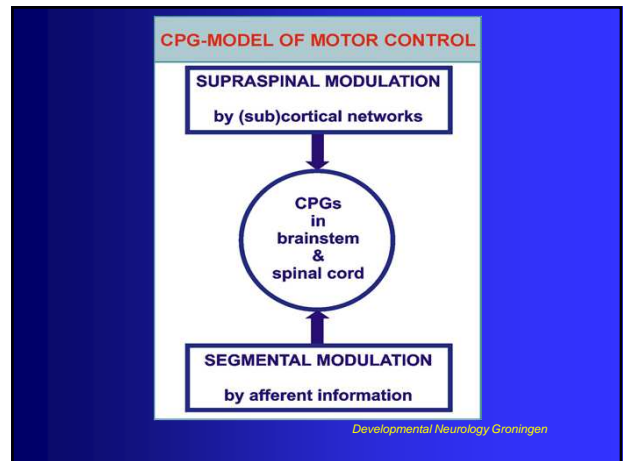 CPG-MODEL OF MOTOR CONTROL
SUPRASPINAL MODULATION
by (sub)cortical networks
CPGs
in
brainstem
&
spinal cord
SEGMENTAL MODULATION
by afferent information
Developmental Neurology Groningen